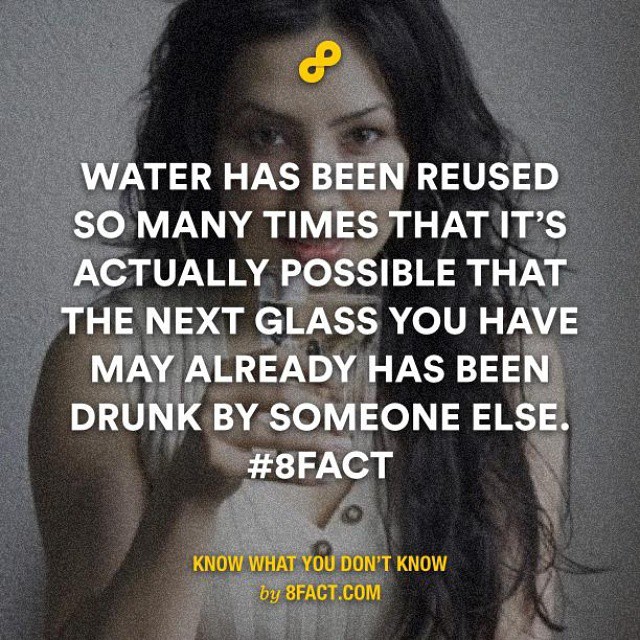 WATER HAS BEEN REUSED
SO MANY TIMES THAT IT'S
ACTUALLY POSSIBLE THAT
THE NEXT GLASS YOU HAVE
MAY ALREADY HAS BEEN
DRUNK BY SOMEONE ELSE.
#8FACT
KNOW WHAT YOU DON'T KNOW
by 8FACT.COM